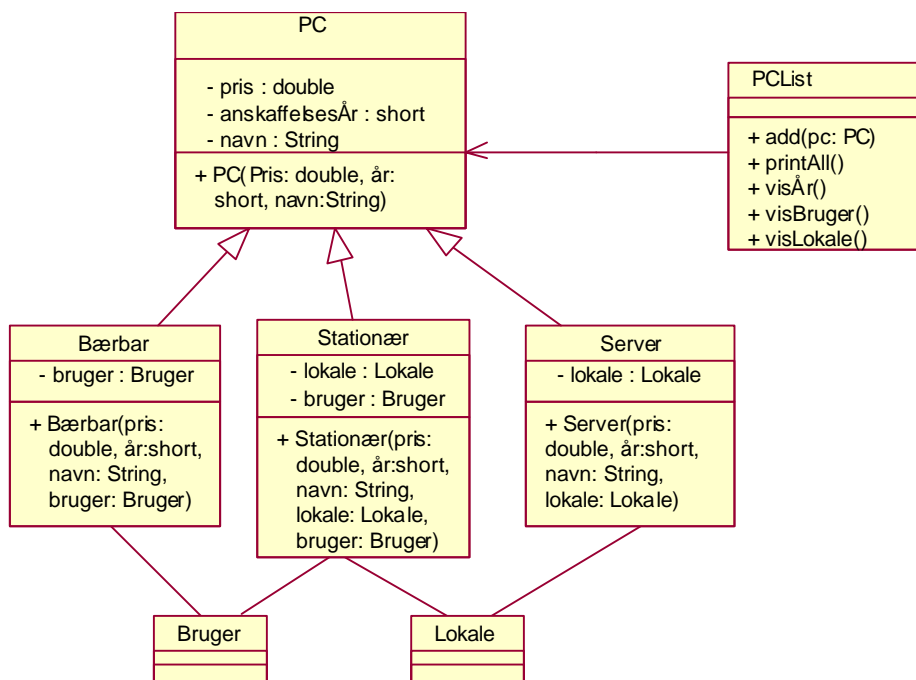 PC
- pris : double
- anskaffelsesÅr : short
- navn : String
+ PC(Pris: double, år:
short, navn:String)
PCList
+ add(pc: PC)
+ printAll()
+ visÅr()
+ visBruger()
+ visLokale()
Bærbar
- bruger : Bruger
+ Bærbar(pris:
double, år:short,
navn: String,
bruger: Bruger)
Stationær
- lokale : Lokale
- bruger : Bruger
+ Stationær(pris:
double, år:short,
navn: String,
lokale: Lokale,
bruger: Bruger)
Server
- lokale : Lokale
+ Server(pris:
double, år:short,
navn: String,
lokale: Lokale)
Bruger
Lokale